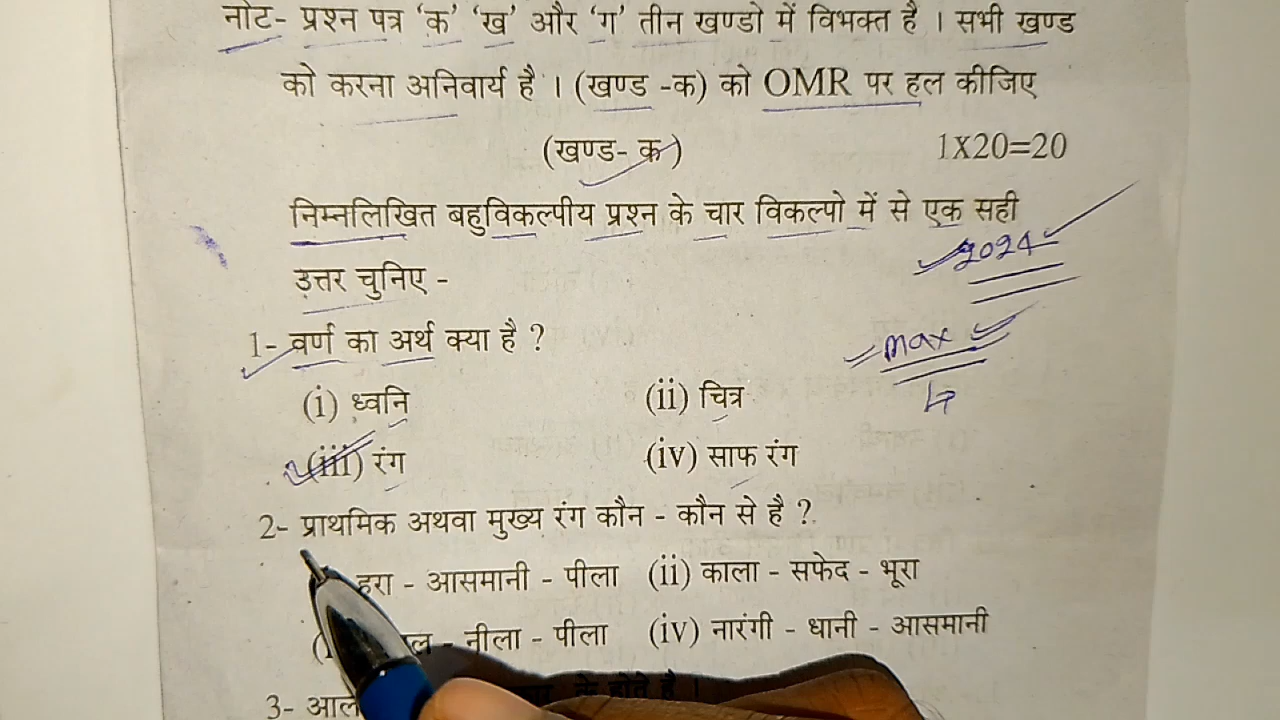 नोट- प्रश्न पत्र ‘क’ ‘ख’ और ‘ग’ तीन खण्डो में विभक्त है । सभी खण्ड
को करना अनिवार्य है । (खण्ड -क) को OMR पर हल कीजिए
(खण्ड- क) 1X20=20
निम्नलिखित बहुविकल्पीय प्रश्न के चार विकल्पो में से एक सही
2024
उत्तर चुनिए -
1- वर्ण का अर्थ क्या है ?
max
(i) ध्वनि (ii) चित्र
(iii) रंग (iv) साफ रंग
2- प्राथमिक अथवा मुख्य रंग कौन - कौन से है ?
हरा - आसमानी - पीला (ii) काला - सफेद - भूरा
- नीला - पीला (iv) नारंगी - धानी - आसमानी
3- के होते है ।